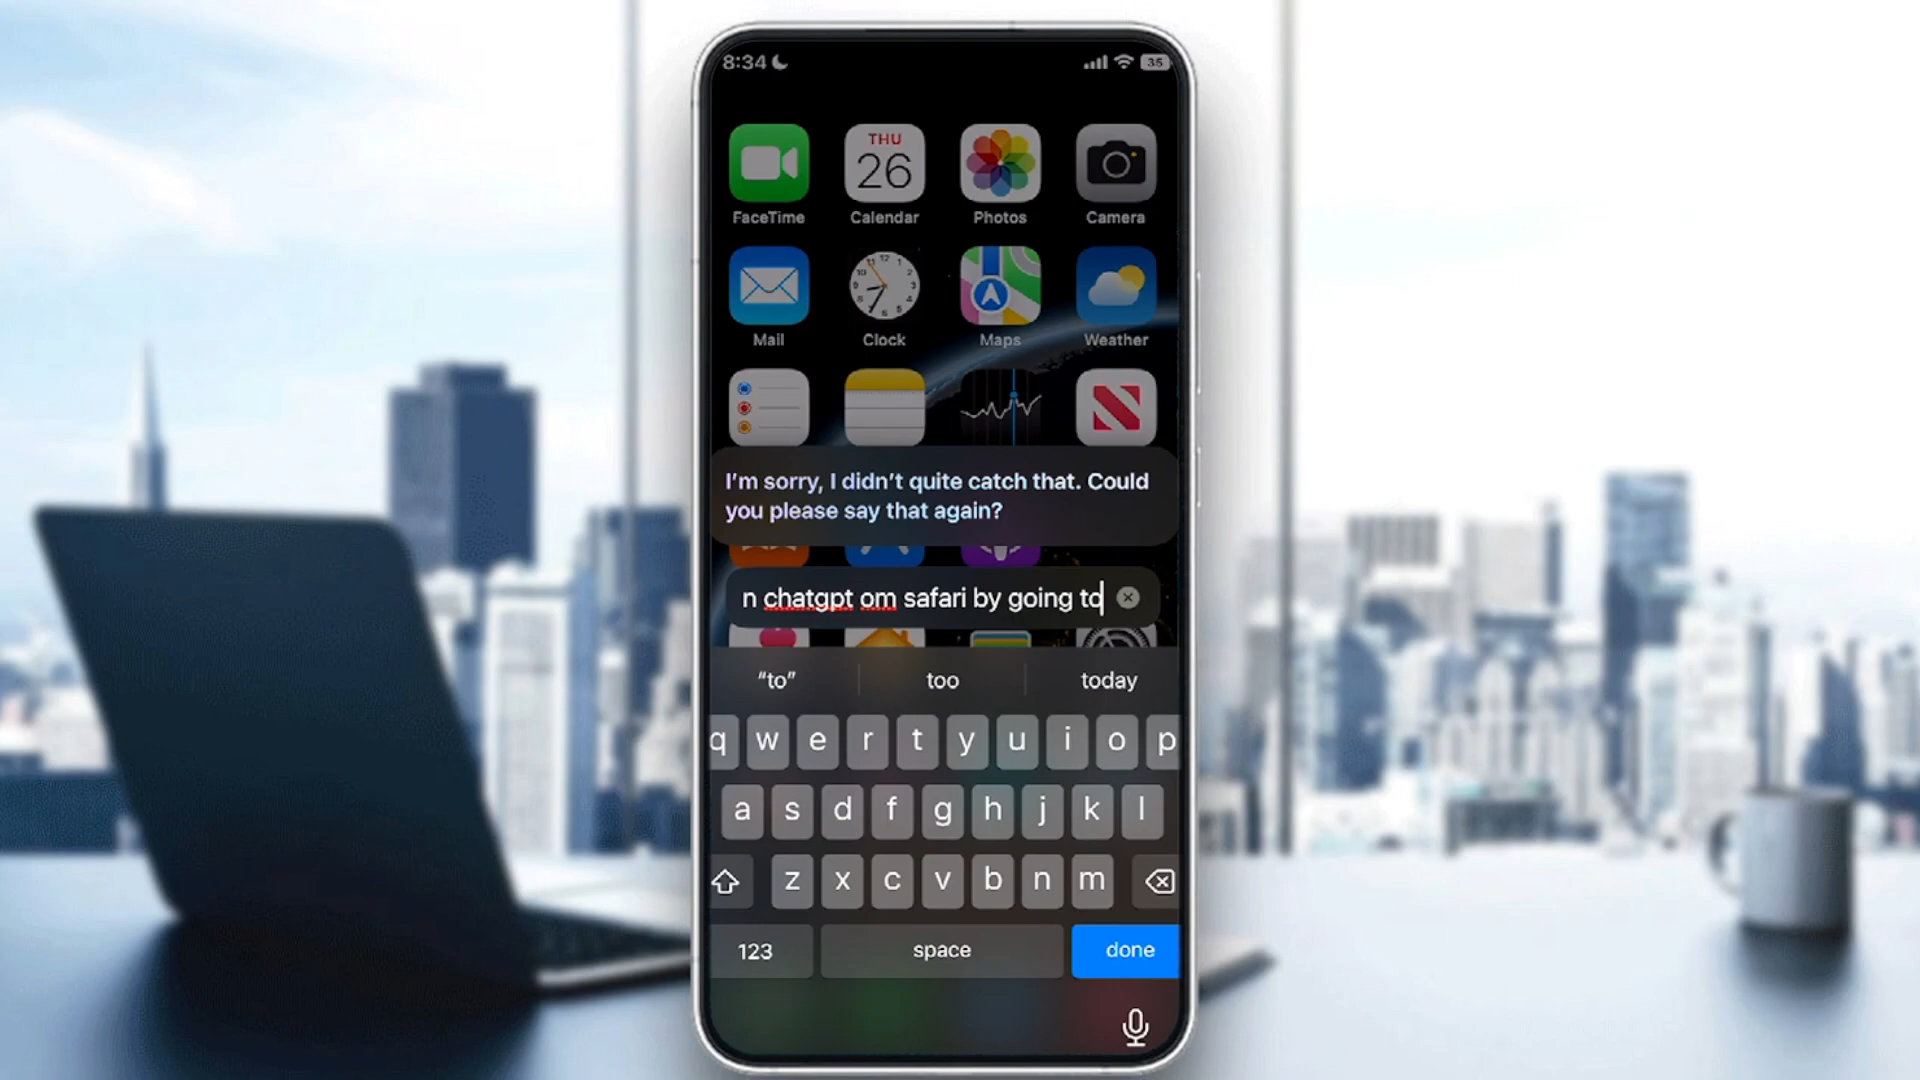 8:34
35
THU
26
FaceTime
Calendar
Photos
Camera
Mail
Clock
Maps
Weather
I'm sorry, I didn't quite catch that. Could
you please say that again?
n chatgpt om safari by going to
“to”
too
today
q w e r t y u i o p
a s d f g h j k l
z x c v b n m
123
space
done